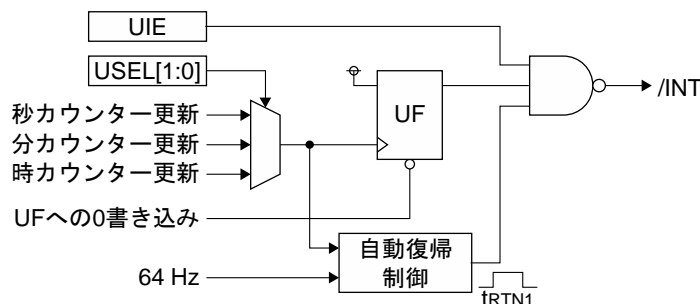 UIE
USEL[1:0]
秒カウンター更新
分カウンター更新
時カウンター更新
UF
/INT
UFへの0書き込み
64 Hz
自動復帰
制御
tRTN1